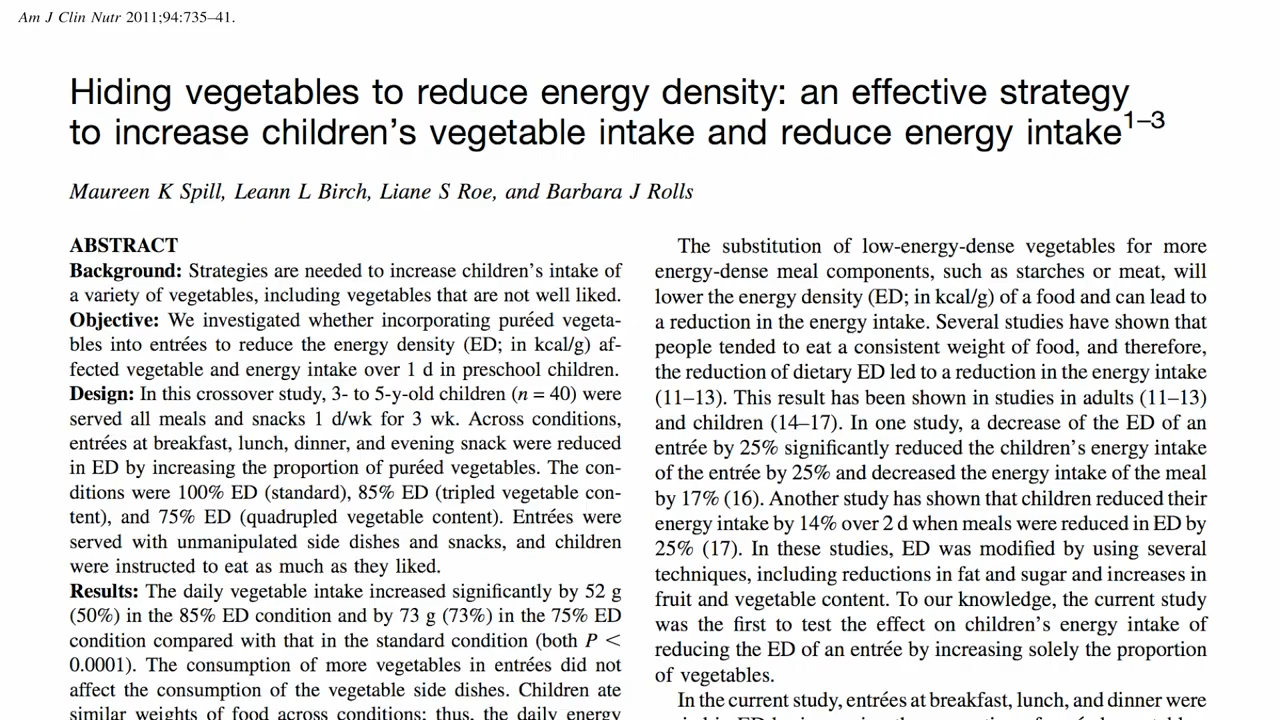 Am J Clin Nutr 2011;94:735–41.
Hiding vegetables to reduce energy density: an effective strategy
to increase children’s vegetable intake and reduce energy intake1–3
Maureen K Spill, Leann L Birch, Liane S Roe, and Barbara J Rolls
ABSTRACT
Background: Strategies are needed to increase children’s intake of
a variety of vegetables, including vegetables that are not well liked.
Objective: We investigated whether incorporating puréed vegeta-
bles into entrées to reduce the energy density (ED; in kcal/g) af-
fected vegetable and energy intake over 1 d in preschool children.
Design: In this crossover study, 3- to 5-y-old children (n = 40) were
served all meals and snacks 1 d/wk for 3 wk. Across conditions,
entrées at breakfast, lunch, dinner, and evening snack were reduced
in ED by increasing the proportion of puréed vegetables. The con-
ditions were 100% ED (standard), 85% ED (tripled vegetable con-
tent), and 75% ED (quadrupled vegetable content). Entrées were
served with unmanipulated side dishes and snacks, and children
were instructed to eat as much as they liked.
Results: The daily vegetable intake increased significantly by 52 g
(50%) in the 85% ED condition and by 73 g (73%) in the 75% ED
condition compared with that in the standard condition (both P <
0.0001). The consumption of more vegetables in entrées did not
affect the consumption of the vegetable side dishes. Children ate
similar weights of food across conditions; thus, the daily energy
The substitution of low-energy-dense vegetables for more
energy-dense meal components, such as starches or meat, will
lower the energy density (ED; in kcal/g) of a food and can lead to
a reduction in the energy intake. Several studies have shown that
people tended to eat a consistent weight of food, and therefore,
the reduction of dietary ED led to a reduction in the energy intake
(11–13). This result has been shown in studies in adults (11–13)
and children (14–17). In one study, a decrease of the ED of an
entrée by 25% significantly reduced the children’s energy intake
of the entrée by 25% and decreased the energy intake of the meal
by 17% (16). Another study has shown that children reduced their
energy intake by 14% over 2 d when meals were reduced in ED by
25% (17). In these studies, ED was modified by using several
techniques, including reductions in fat and sugar and increases in
fruit and vegetable content. To our knowledge, the current study
was the first to test the effect on children’s energy intake of
reducing the ED of an entrée by increasing solely the proportion
of vegetables.
In the current study, entrées at breakfast, lunch, and dinner were